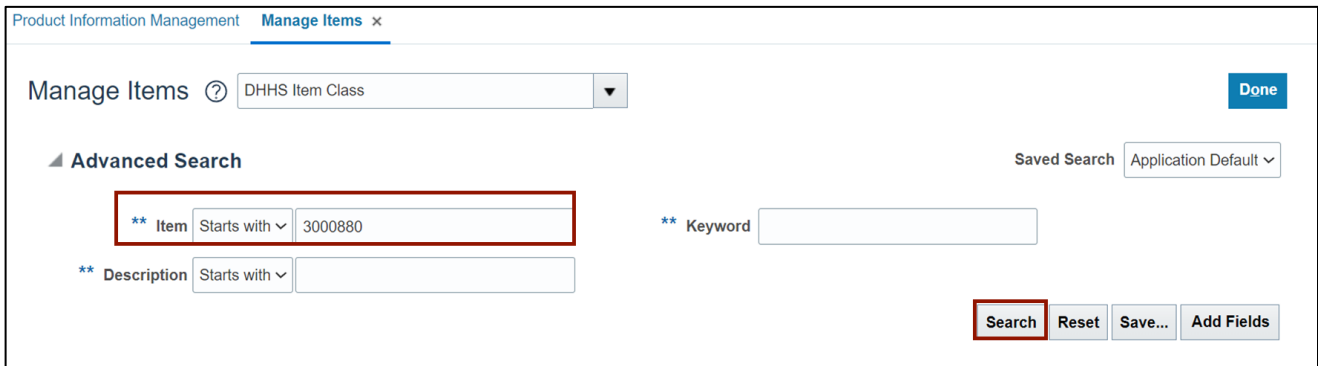 Product Information Management Manage Items ×
Manage Items ? DHHS Item Class
Done
Advanced Search
Saved Search Application Default
** Item Starts with 3000880
** Keyword
** Description Starts with
Search Reset Save... Add Fields